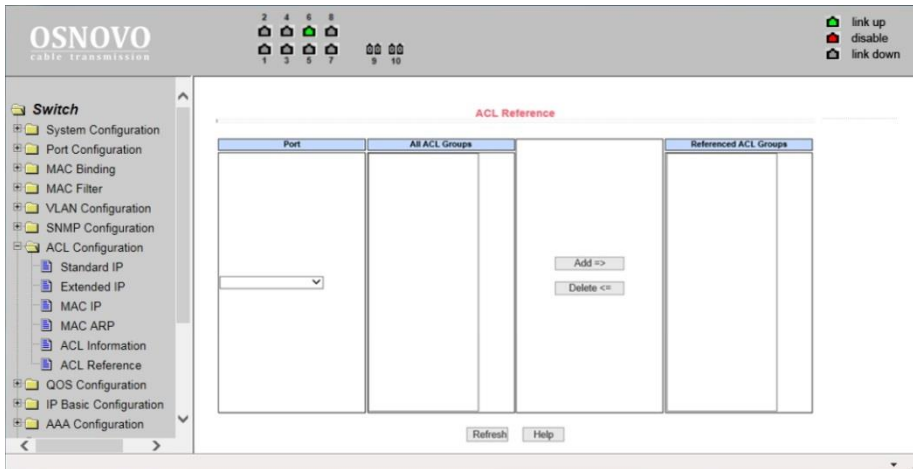 OSNOVO
cable transmission
2 4 6 8
1 3 5 7 9 10
link up
disable
link down
Switch
System Configuration
Port Configuration
MAC Binding
MAC Filter
VLAN Configuration
SNMP Configuration
ACL Configuration
Standard IP
Extended IP
MAC IP
MAC ARP
ACL Information
ACL Reference
QOS Configuration
IP Basic Configuration
AAA Configuration
ACL Reference
Port
All ACL Groups
Referenced ACL Groups
Add =>
Delete <=
Refresh
Help